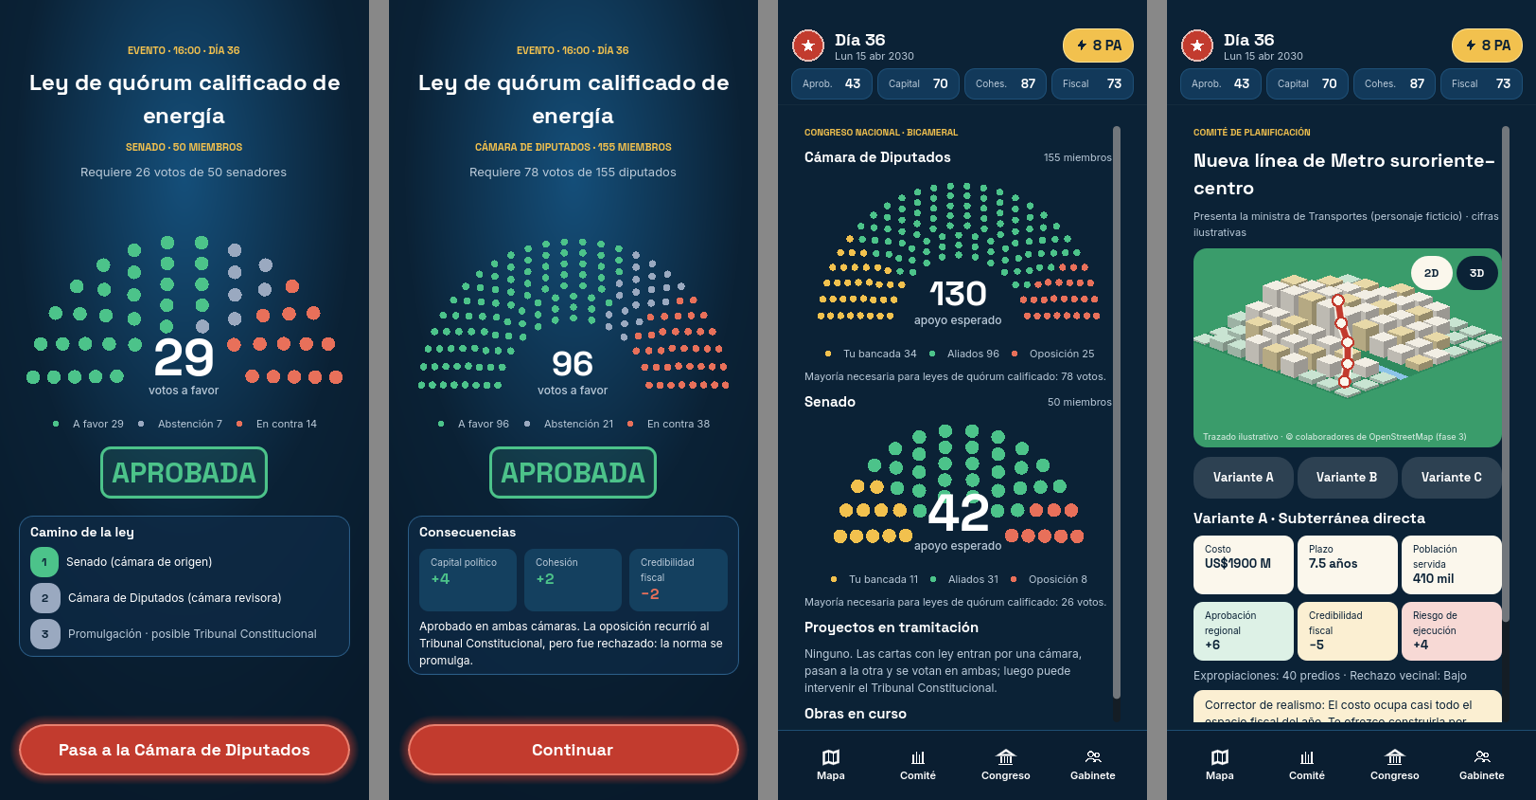 EVENTO · 16:00 · DÍA 36
Ley de quórum calificado de
energía
SENADO · 50 MIEMBROS
Requiere 26 votos de 50 senadores
29
votos a favor
A favor 29 Abstención 7 En contra 14
APROBADA
Camino de la ley
1 Senado (cámara de origen)
2 Cámara de Diputados (cámara revisora)
3 Promulgación · posible Tribunal Constitucional
Pasa a la Cámara de Diputados
EVENTO · 16:00 · DÍA 36
Ley de quórum calificado de
energía
CÁMARA DE DIPUTADOS · 155 MIEMBROS
Requiere 78 votos de 155 diputados
96
votos a favor
A favor 96 Abstención 21 En contra 38
APROBADA
Consecuencias
Capital político
+4
Cohesión
+2
Credibilidad
fiscal
−2
Aprobado en ambas cámaras. La oposición recurrió al
Tribunal Constitucional, pero fue rechazado: la norma se
promulga.
Continuar
Día 36
Lun 15 abr 2030
8 PA
Aprob. 43 Capital 70 Cohes. 87 Fiscal 73
CONGRESO NACIONAL · BICAMERAL
Cámara de Diputados 155 miembros
130
apoyo esperado
Tu bancada 34 Aliados 96 Oposición 25
Mayoría necesaria para leyes de quórum calificado: 78 votos.
Senado 50 miembros
42
apoyo esperado
Tu bancada 11 Aliados 31 Oposición 8
Mayoría necesaria para leyes de quórum calificado: 26 votos.
Proyectos en tramitación
Ninguno. Las cartas con ley entran por una cámara,
pasan a la otra y se votan en ambas; luego puede
intervenir el Tribunal Constitucional.
Obras en curso
Mapa Comité Congreso Gabinete
Día 36
Lun 15 abr 2030
8 PA
Aprob. 43 Capital 70 Cohes. 87 Fiscal 73
COMITÉ DE PLANIFICACIÓN
Nueva línea de Metro suroriente–
centro
Presenta la ministra de Transportes (personaje ficticio) · cifras
ilustrativas
2D 3D
Trazado ilustrativo · © colaboradores de OpenStreetMap (fase 3)
Variante A Variante B Variante C
Variante A · Subterránea directa
Costo
US$1900 M
Plazo
7.5 años
Población
servida
410 mil
Aprobación
regional
+6
Credibilidad
fiscal
−5
Riesgo de
ejecución
+4
Expropiaciones: 40 predios · Rechazo vecinal: Bajo
Corrector de realismo: El costo ocupa casi todo el
espacio fiscal del año. Te ofrezco construirla por
Mapa Comité Congreso Gabinete